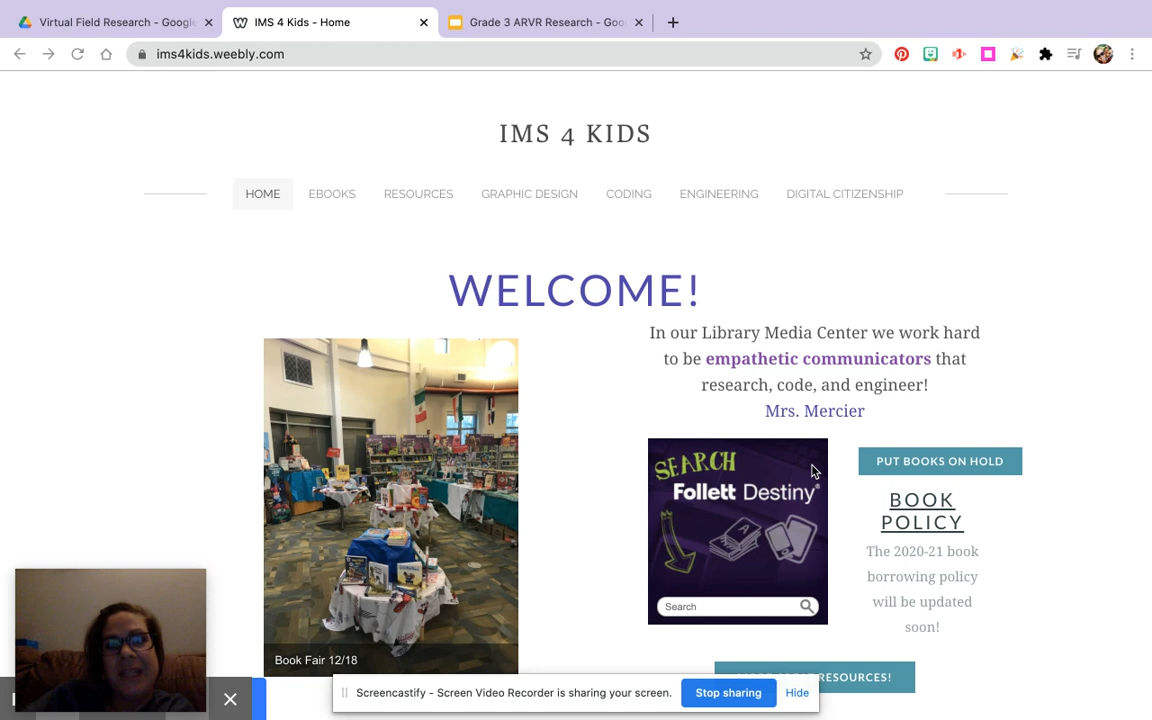 Virtual Field Research - Google
IMS 4 Kids - Home
Grade 3 ARVR Research - Goo
ims4kids.weebly.com
IMS 4 KIDS
HOME EBOOKS RESOURCES GRAPHIC DESIGN CODING ENGINEERING DIGITAL CITIZENSHIP
WELCOME!
In our Library Media Center we work hard
to be empathetic communicators that
research, code, and engineer!
Mrs. Mercier
SEARCH
Follett Destiny®
Search
PUT BOOKS ON HOLD
BOOK
POLICY
The 2020-21 book
borrowing policy
will be updated
soon!
Book Fair 12/18
RESOURCES!
Screencastify - Screen Video Recorder is sharing your screen. Stop sharing Hide